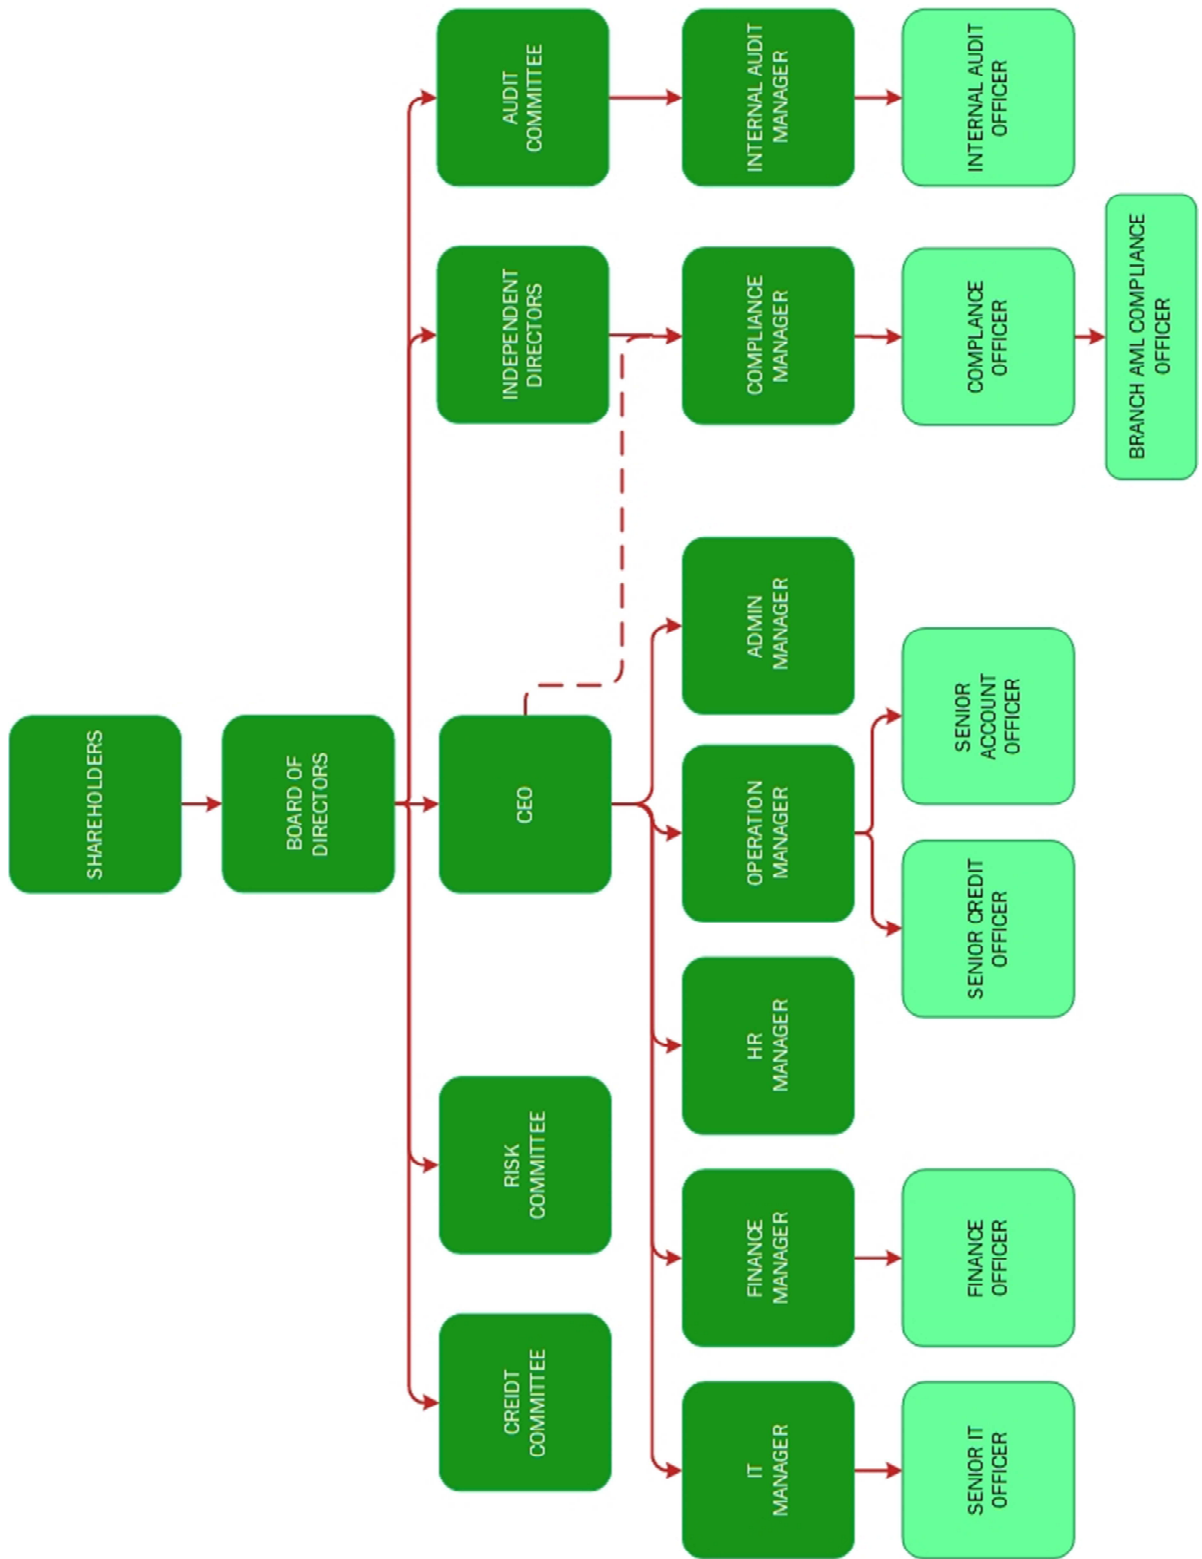 SHAREHOLDERS
BOARD OF
DIRECTORS
CREIDT
COMMITTEE
RISK
COMMITTEE
CEO
INDEPENDENT
DIRECTORS
AUDIT
COMMITTEE
IT
MANAGER
FINANCE
MANAGER
HR
MANAGER
OPERATION
MANAGER
ADMIN
MANAGER
COMPLIANCE
MANAGER
INTERNAL AUDIT
MANAGER
SENIOR IT
OFFICER
FINANCE
OFFICER
SENIOR CREDIT
OFFICER
SENIOR
ACCOUNT
OFFICER
COMPLANCE
OFFICER
INTERNAL AUDIT
OFFICER
BRANCH AML COMPLIANCE
OFFICER